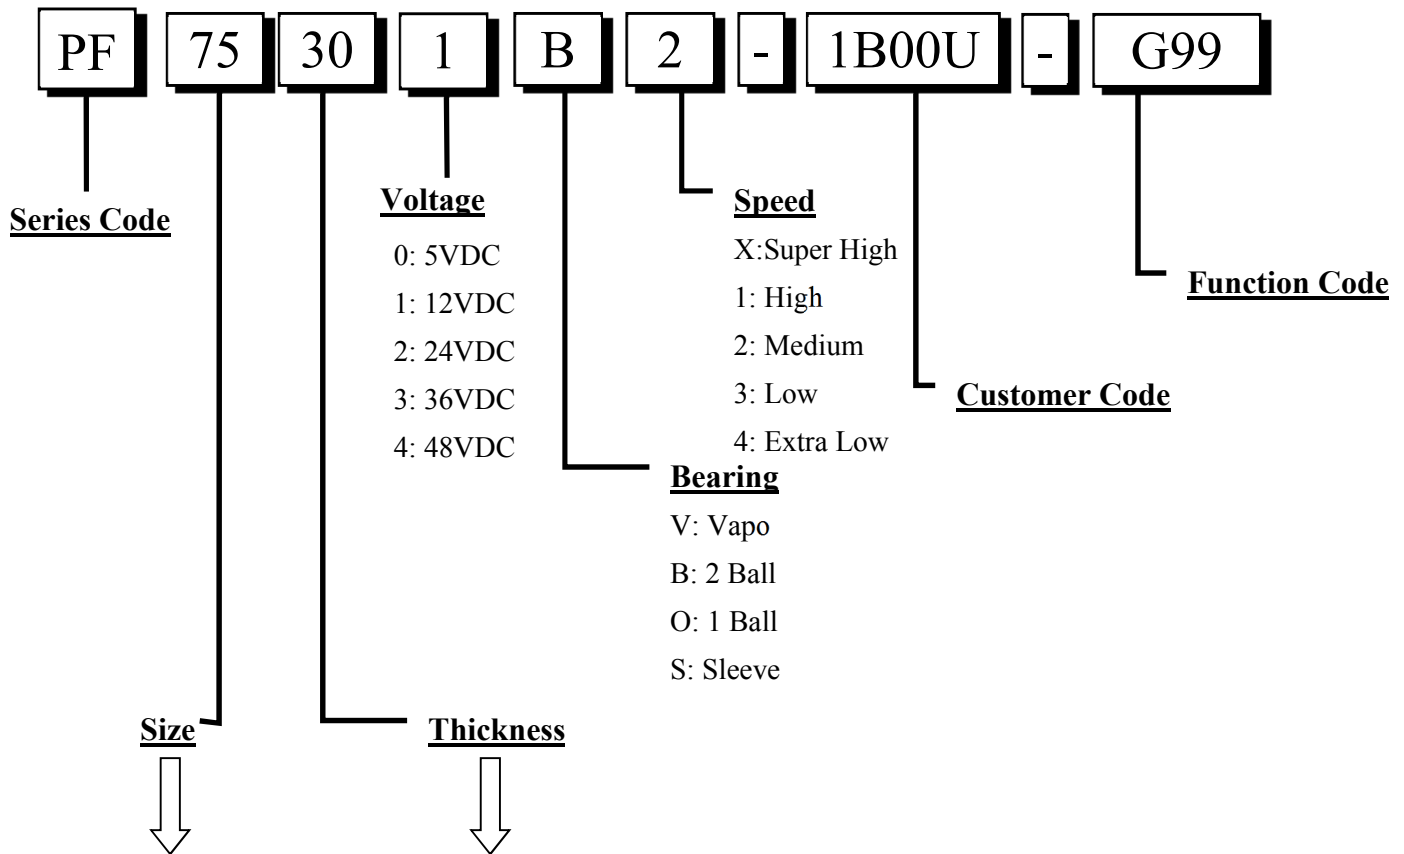 PF 75 30 1 B 2 - 1B00U - G99
Series Code
Voltage
0: 5VDC
1: 12VDC
2: 24VDC
3: 36VDC
4: 48VDC
Speed
X:Super High
1: High
2: Medium
3: Low
4: Extra Low
Function Code
Customer Code
Bearing
V: Vapo
B: 2 Ball
O: 1 Ball
S: Sleeve
Size
Thickness